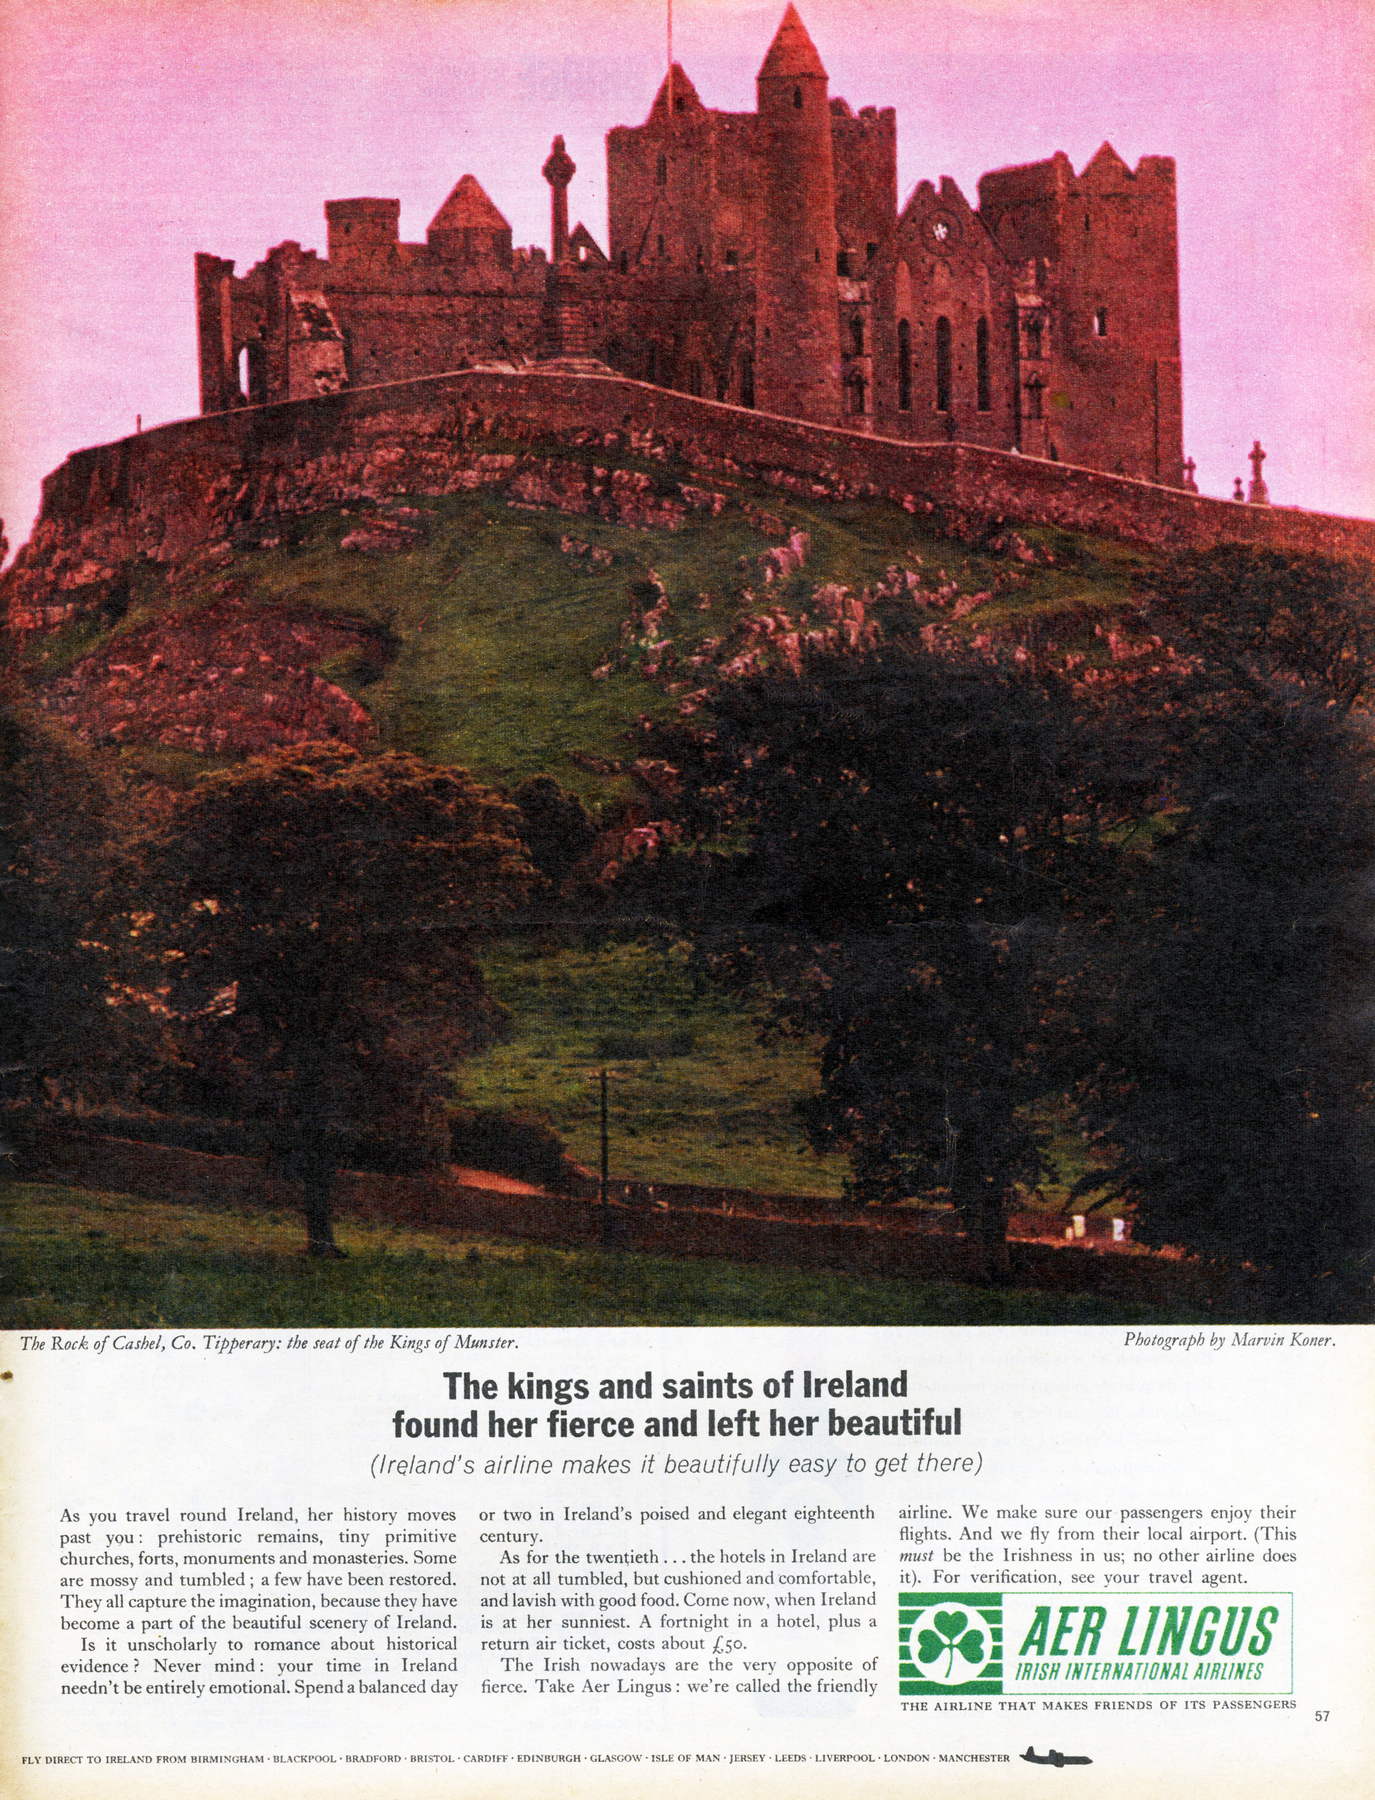 The Rock of Cashel, Co. Tipperary: the seat of the Kings of Munster.
Photograph by Marvin Koner.
The kings and saints of Ireland
found her fierce and left her beautiful
(Ireland's airline makes it beautifully easy to get there)
As you travel round Ireland, her history moves
past you: prehistoric remains, tiny primitive
churches, forts, monuments and monasteries. Some
are mossy and tumbled; a few have been restored.
They all capture the imagination, because they have
become a part of the beautiful scenery of Ireland.
Is it unscholarly to romance about historical
evidence? Never mind: your time in Ireland
needn't be entirely emotional. Spend a balanced day
or two in Ireland's poised and elegant eighteenth
century.
As for the twentieth . . . the hotels in Ireland are
not at all tumbled, but cushioned and comfortable,
and lavish with good food. Come now, when Ireland
is at her sunniest. A fortnight in a hotel, plus a
return air ticket, costs about £50.
The Irish nowadays are the very opposite of
fierce. Take Aer Lingus: we're called the friendly
airline. We make sure our passengers enjoy their
flights. And we fly from their local airport. (This
must be the Irishness in us; no other airline does
it). For verification, see your travel agent.
AER LINGUS
IRISH INTERNATIONAL AIRLINES
THE AIRLINE THAT MAKES FRIENDS OF ITS PASSENGERS
57
FLY DIRECT TO IRELAND FROM BIRMINGHAM · BLACKPOOL · BRADFORD · BRISTOL · CARDIFF · EDINBURGH · GLASGOW · ISLE OF MAN · JERSEY · LEEDS · LIVERPOOL · LONDON · MANCHESTER